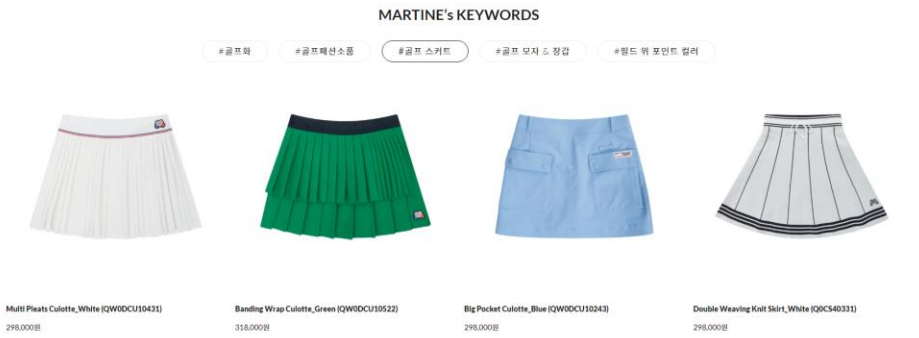 MARTINE's KEYWORDS
#골프화 #골프패션소품 #골프 스커트 #골프 모자 & 장갑 #필드 위 포인트 컬러
Multi Pleats Culotte_White (QW0DCU10431) Banding Wrap Culotte_Green (QW0DCU10522) Big Pocket Culotte_Blue (QW0DCU10243) Double Weaving Knit Skirt_White (Q0CS40331)
298,000원 318,000원 298,000원 298,000원